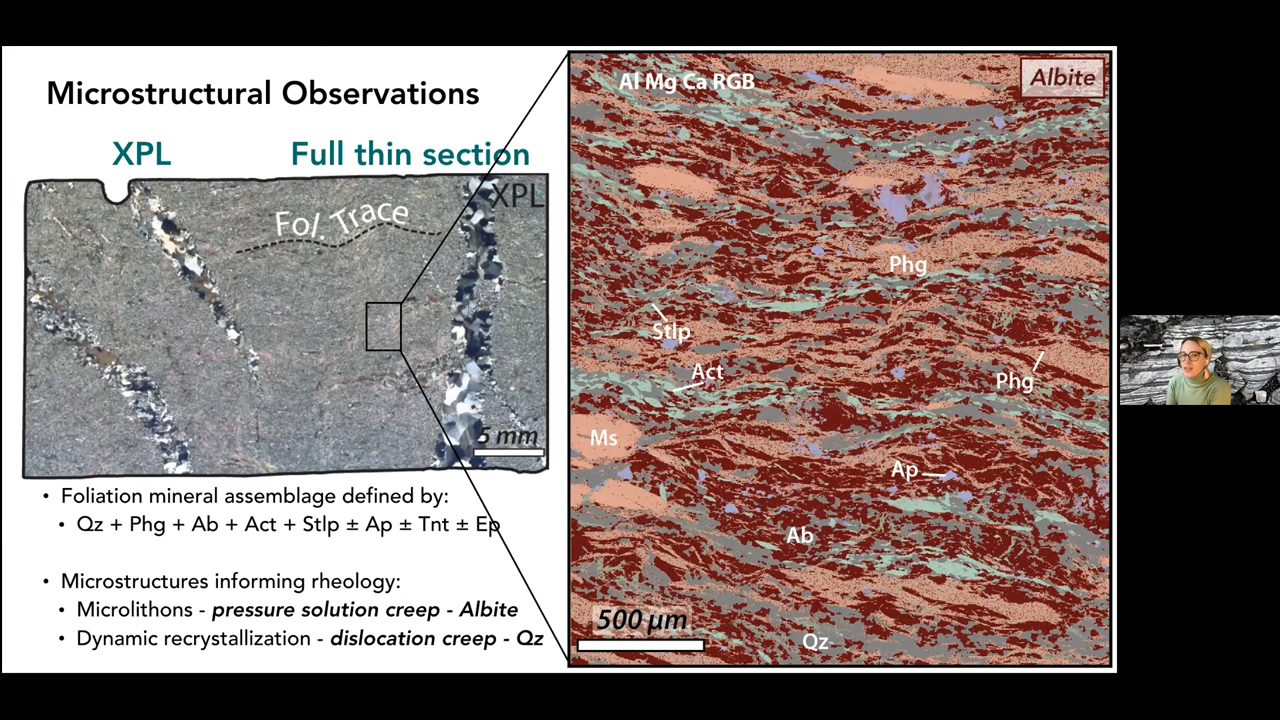 Microstructural Observations
XPL
Full thin section
XPL
Fol. Trace
5 mm
• Foliation mineral assemblage defined by:
• Qz + Phg + Ab + Act + Stlp ± Ap ± Tnt ± Ep
• Microstructures informing rheology:
• Microlithons - pressure solution creep - Albite
• Dynamic recrystallization - dislocation creep - Qz
Al Mg Ca RGB
Albite
Phg
Stlp
Act
Phg
Ms
Ap
Ab
500 µm
Qz